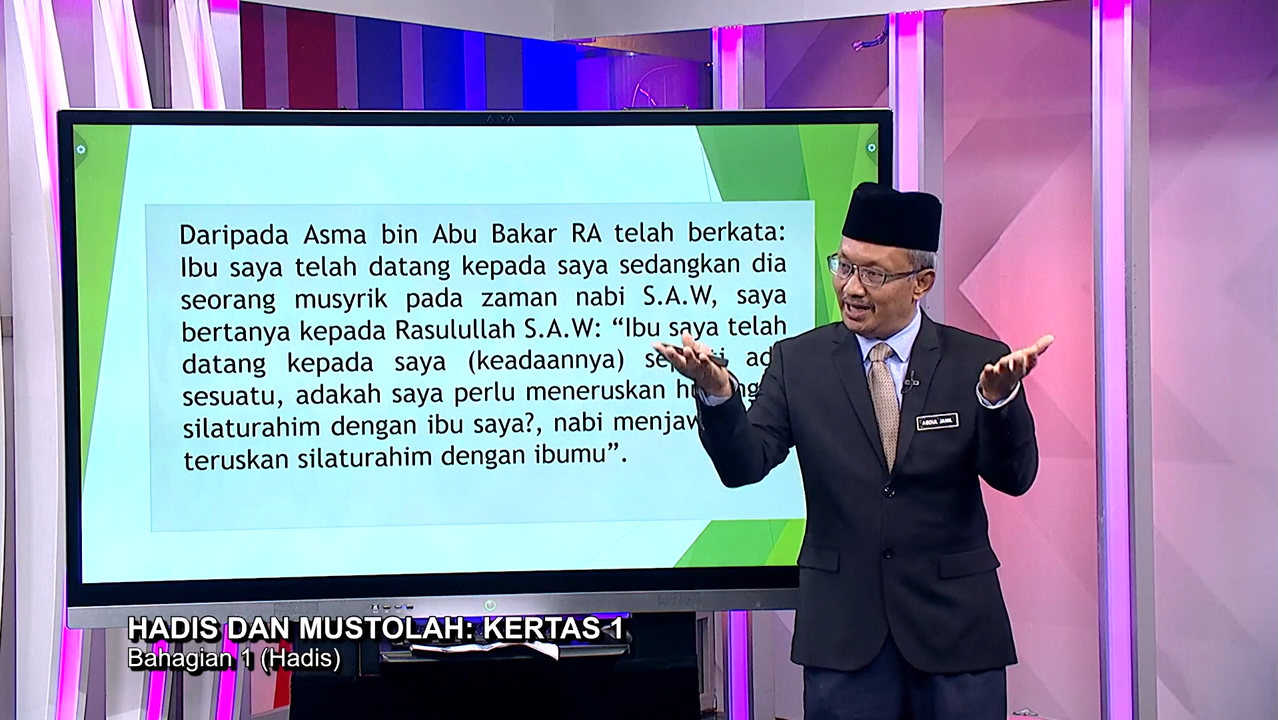 Daripada Asma bin Abu Bakar RA telah berkata:
Ibu saya telah datang kepada saya sedangkan dia
seorang musyrik pada zaman nabi S.A.W, saya
bertanya kepada Rasulullah S.A.W: “Ibu saya telah
datang kepada saya (keadaannya)
sesuatu, adakah saya perlu meneruskan
silaturahim dengan ibu saya?, nabi
teruskan silaturahim dengan ibumu”.
ABDUL JAMIL
HADIS DAN MUSTOLAH: KERTAS 1
Bahagian 1 (Hadis)